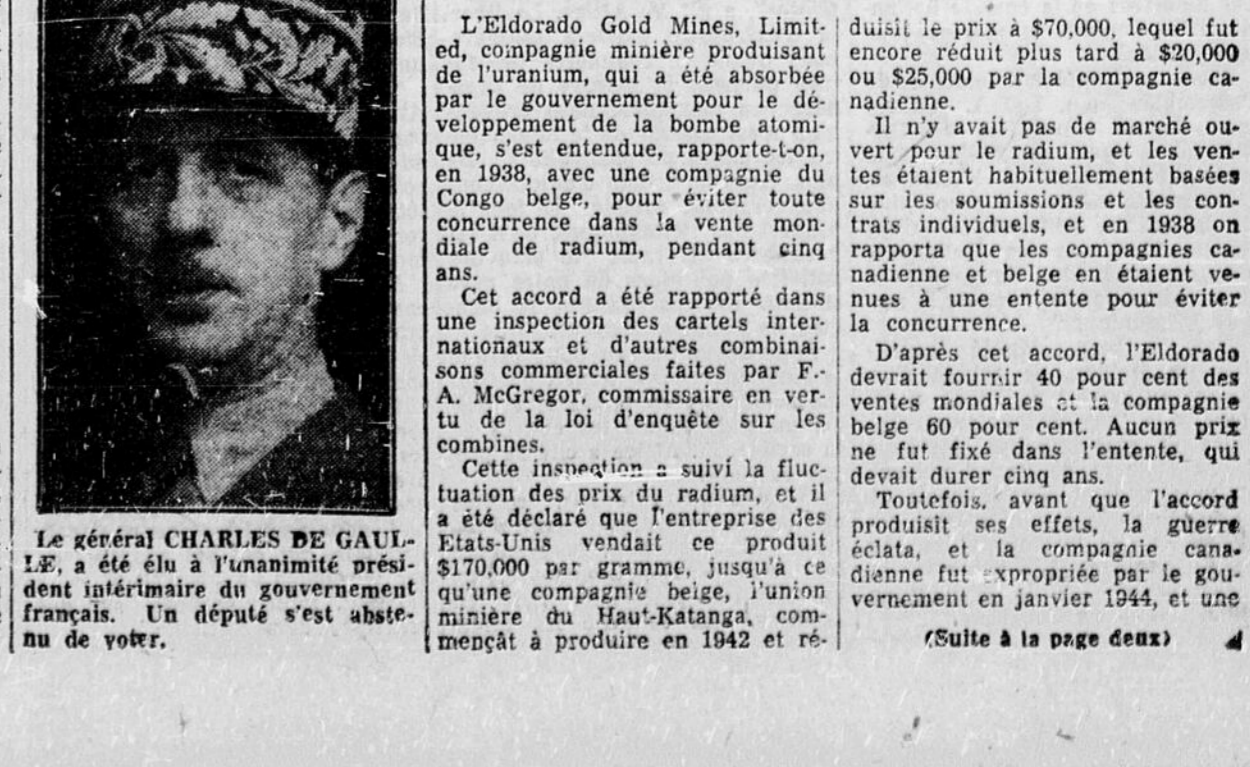 Le général CHARLES DE GAUL-
LE, a été élu à l'unanimité prési-
dent intérimaire du gouvernement
français. Un député s'est abste-
nu de voter.
L'Eldorado Gold Mines, Limit-
ed, compagnie minière produisant
de l'uranium, qui a été absorbée
par le gouvernement pour le dé-
veloppement de la bombe atomi-
que, s'est entendue, rapporte-t-on,
en 1938, avec une compagnie du
Congo belge, pour éviter toute
concurrence dans la vente mon-
diale de radium, pendant cinq
ans.
Cet accord a été rapporté dans
une inspection des cartels inter-
nationaux et d'autres combinai-
sons commerciales faites par F.-
A. McGregor, commissaire en ver-
tu de la loi d'enquête sur les
combines.
Cette inspection a suivi la fluc-
tuation des prix du radium, et il
a été déclaré que l'entreprise des
Etats-Unis vendait ce produit
$170,000 par gramme, jusqu'à ce
qu'une compagnie belge, l'union
minière du Haut-Katanga, com-
mençât à produire en 1942 et ré-
duisit le prix à $70,000, lequel fut
encore réduit plus tard à $20,000
ou $25,000 par la compagnie ca-
nadienne.
Il n'y avait pas de marché ou-
vert pour le radium, et les ven-
tes étaient habituellement basées
sur les soumissions et les con-
trats individuels, et en 1938 on
rapporta que les compagnies ca-
nadienne et belge en étaient ve-
nues à une entente pour éviter
la concurrence.
D'après cet accord, l'Eldorado
devrait fournir 40 pour cent des
ventes mondiales et la compagnie
belge 60 pour cent. Aucun prix
ne fut fixé dans l'entente, qui
devait durer cinq ans.
Toutefois, avant que l'accord
produisit ses effets, la guerre
éclata, et la compagnie cana-
dienne fut expropriée par le gou-
vernement en janvier 1944, et une
(Suite à la page deux)